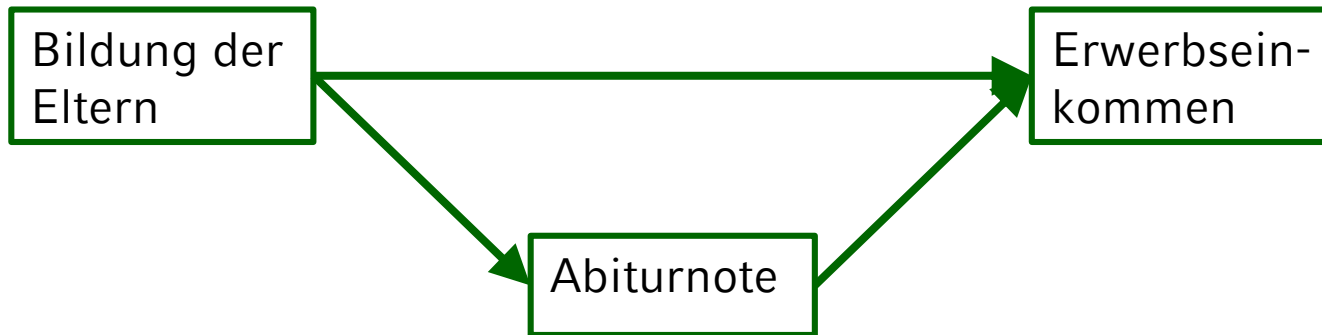 Bildung der
Eltern
Erwerbsein-
kommen
Abiturnote